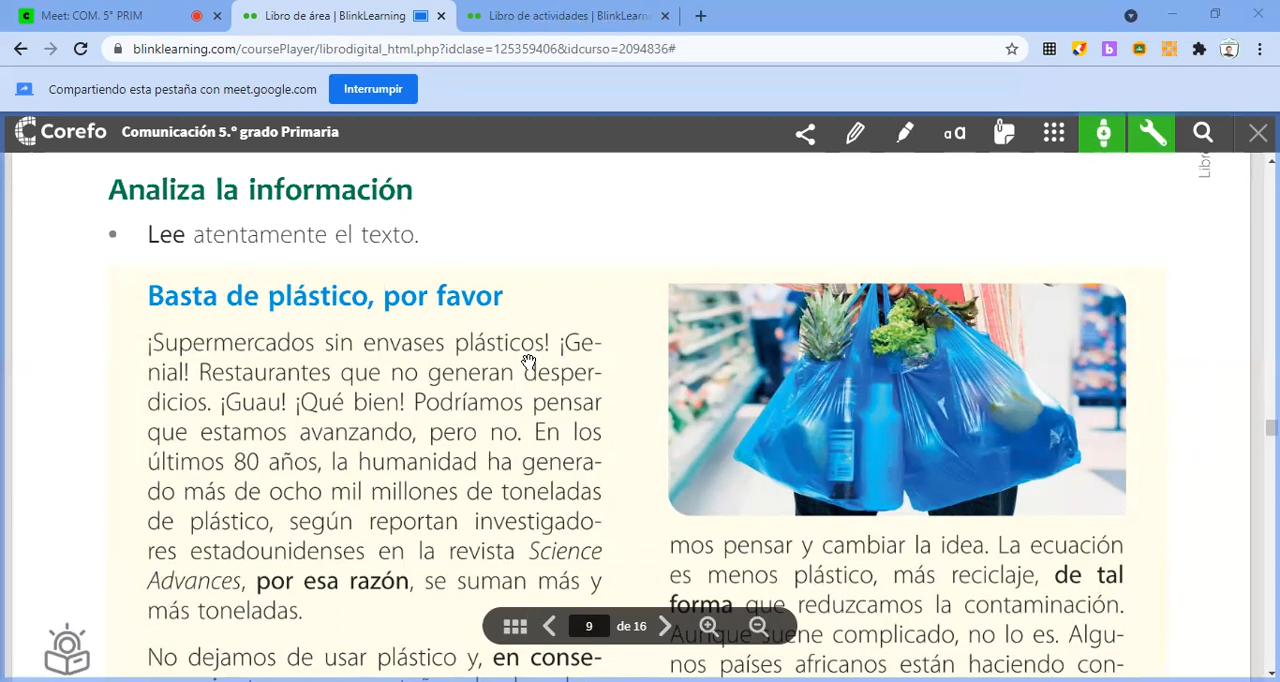 Meet: COM. 5° PRIM
Libro de área | BlinkLearning
Libro de actividades | BlinkLearn
blinklearning.com/coursePlayer/librodigital_html.php?idclase=125359406&idcurso=2094836#
Compartiendo esta pestaña con meet.google.com
Interrumpir
Corefo
Comunicación 5.º grado Primaria
Libro
Analiza la información
• Lee atentamente el texto.
Basta de plástico, por favor
¡Supermercados sin envases plásticos! ¡Ge-
nial! Restaurantes que no generan desper-
dicios. ¡Guau! ¡Qué bien! Podríamos pensar
que estamos avanzando, pero no. En los
últimos 80 años, la humanidad ha genera-
do más de ocho mil millones de toneladas
de plástico, según reportan investigado-
res estadounidenses en la revista Science
Advances, por esa razón, se suman más y
más toneladas.
No dejamos de usar plástico y, en conse-
mos pensar y cambiar la idea. La ecuación
es menos plástico, más reciclaje, de tal
forma que reduzcamos la contaminación.
Aunque suene complicado, no lo es. Algu-
nos países africanos están haciendo con-
9 de 16